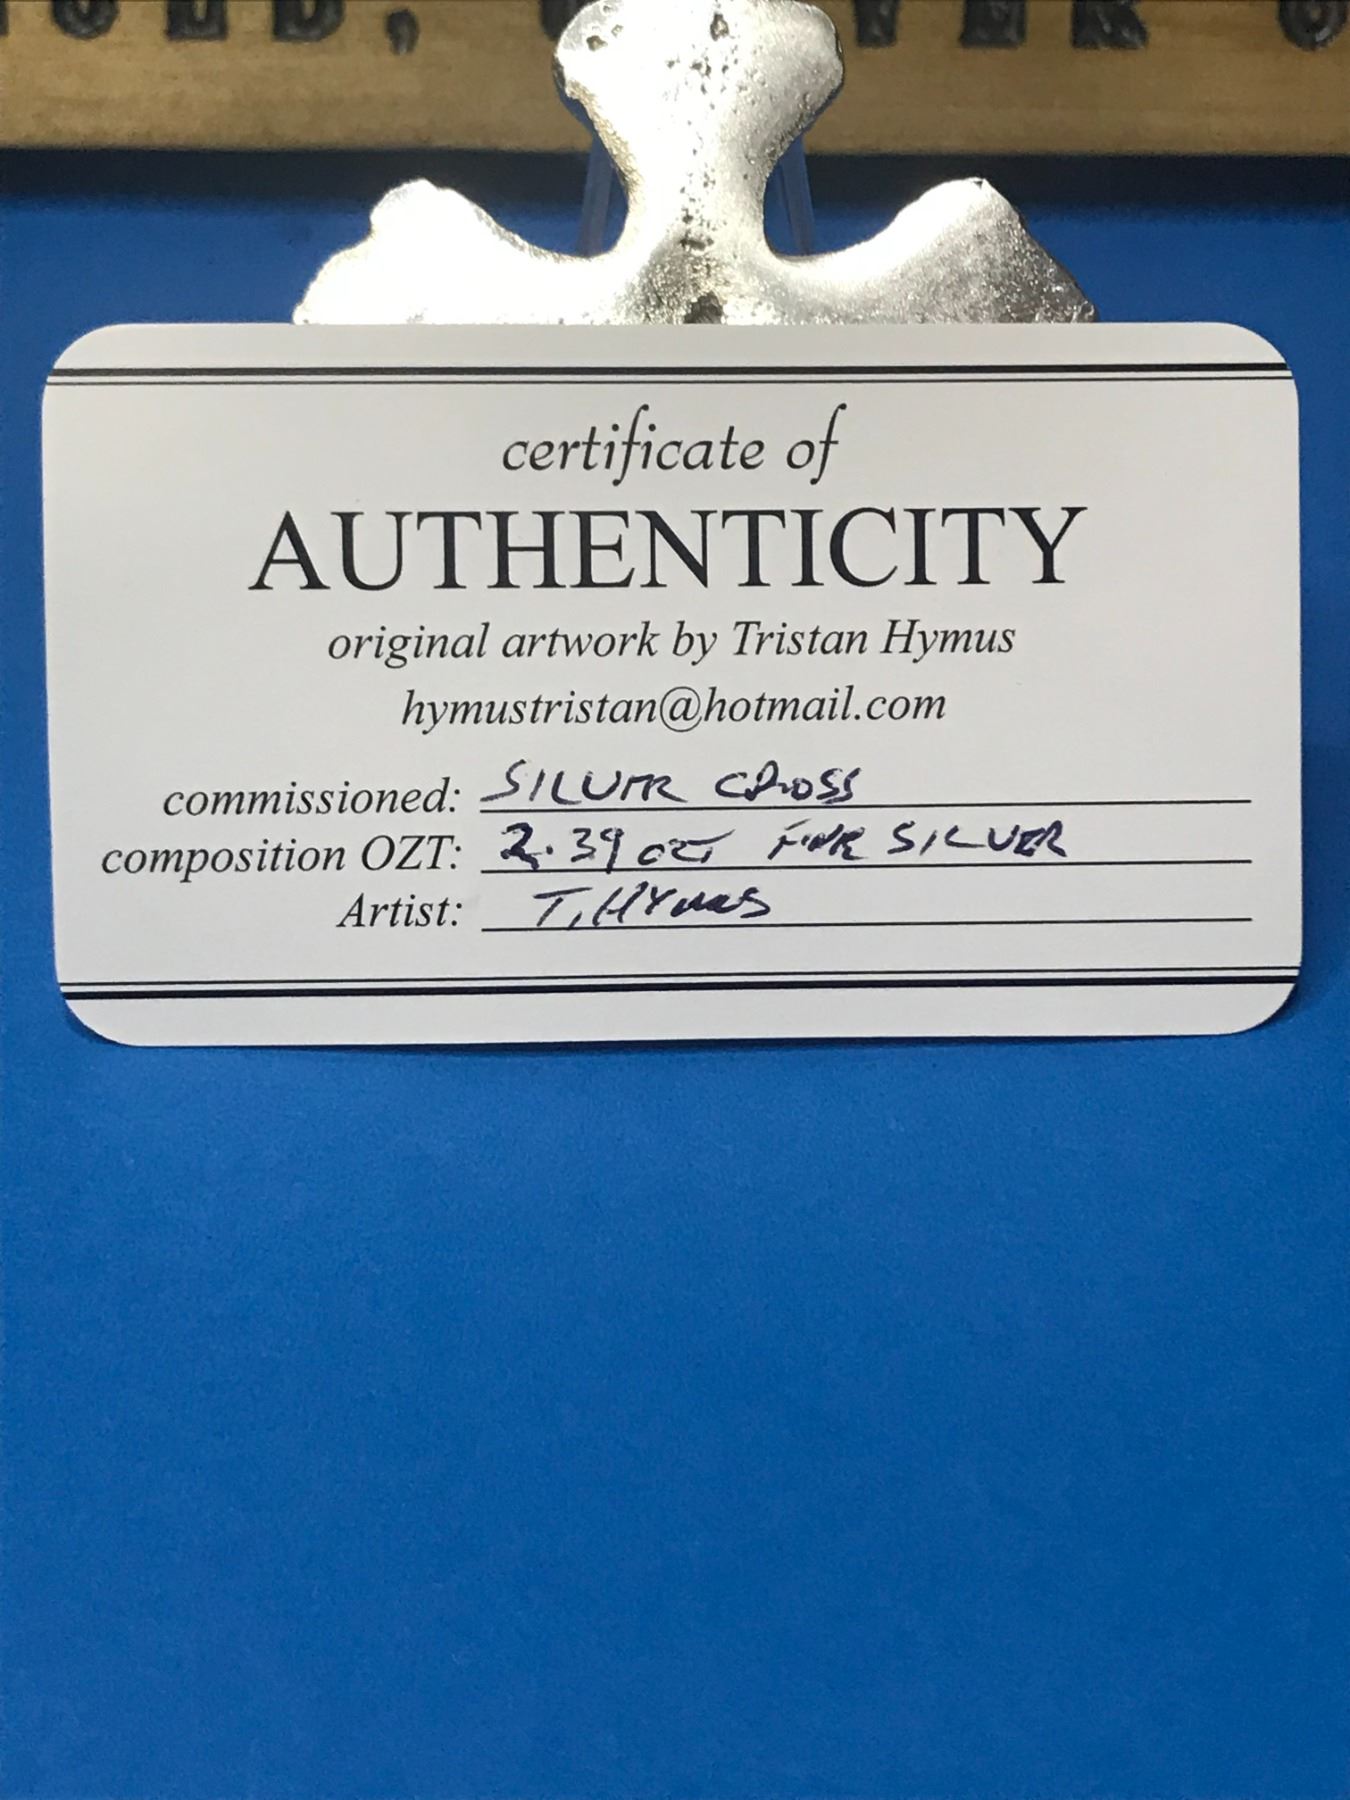 certificate of
AUTHENTICITY
original artwork by Tristan Hymus
hymustristan@hotmail.com
commissioned: SILVER CROSS
composition OZT: 2.39 OZT FINE SILVER
Artist: T. HYMUS